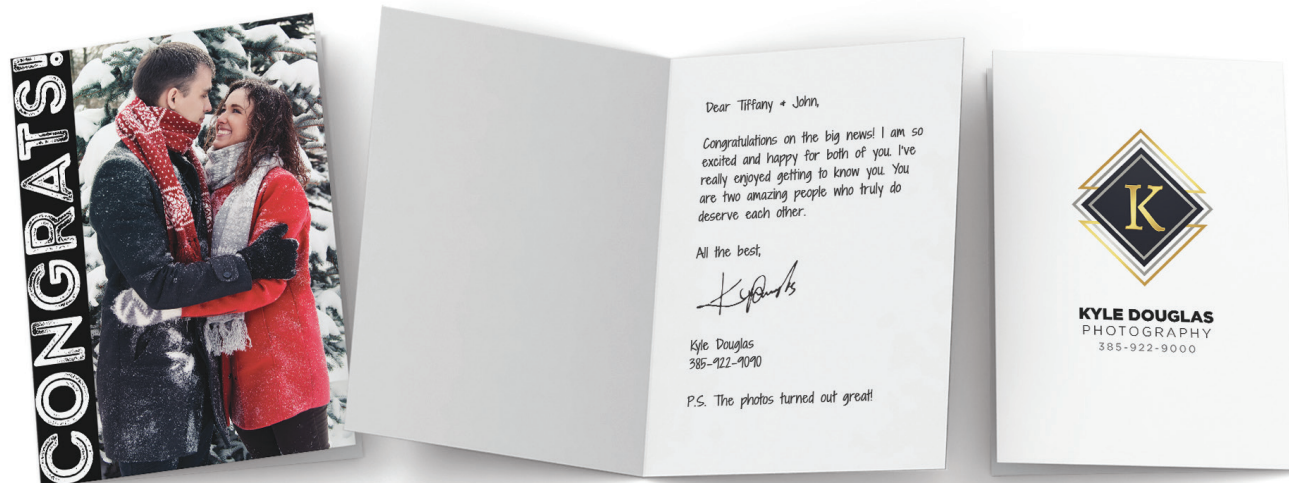 CONGRATS!
Dear Tiffany + John,
Congratulations on the big news! I am so
excited and happy for both of you. I've
really enjoyed getting to know you. You
are two amazing people who truly do
deserve each other.
All the best,
Kyle Douglas
385-922-9090
P.S. The photos turned out great!
K
KYLE DOUGLAS
PHOTOGRAPHY
385-922-9000